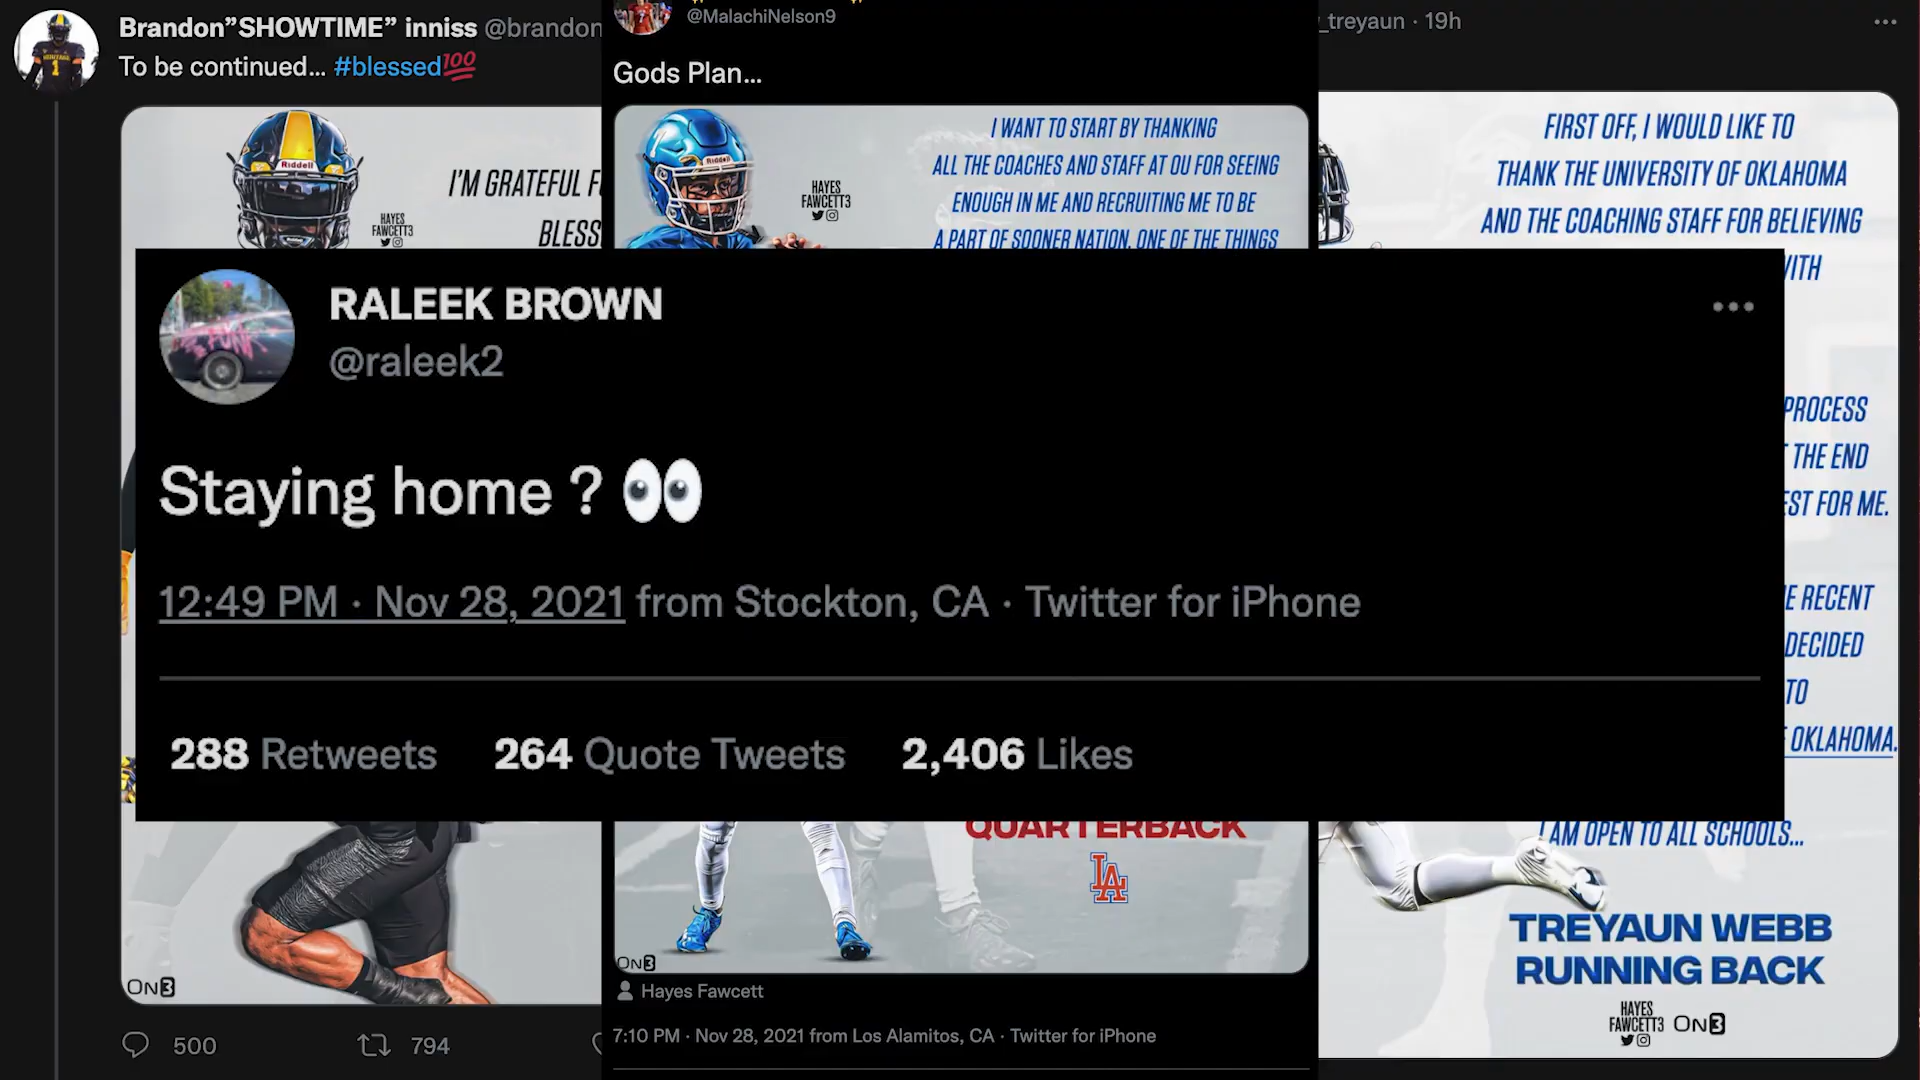 Brandon”SHOWTIME” inniss @brandon
To be continued... #blessed💯
Riddell
I'M GRATEFUL F
BLESS
HAYES
FAWCETT3
ON3
500
794
@MalachiNelson9
Gods Plan...
Riddell
HAYES
FAWCETT3
I WANT TO START BY THANKING
ALL THE COACHES AND STAFF AT OU FOR SEEING
ENOUGH IN ME AND RECRUITING ME TO BE
A PART OF SOONER NATION. ONE OF THE THINGS
QUARTERBACK
LA
ON3
Hayes Fawcett
7:10 PM · Nov 28, 2021 from Los Alamitos, CA · Twitter for iPhone
_treyaun · 19h
FIRST OFF, I WOULD LIKE TO
THANK THE UNIVERSITY OF OKLAHOMA
AND THE COACHING STAFF FOR BELIEVING
WITH
PROCESS
THE END
EST FOR ME.
E RECENT
DECIDED
TO
OKLAHOMA.
I AM OPEN TO ALL SCHOOLS...
TREYAUN WEBB
RUNNING BACK
HAYES
FAWCETT3 ON3
RALEEK BROWN
@raleek2
Staying home ? 👀
12:49 PM · Nov 28, 2021 from Stockton, CA · Twitter for iPhone
288 Retweets 264 Quote Tweets 2,406 Likes